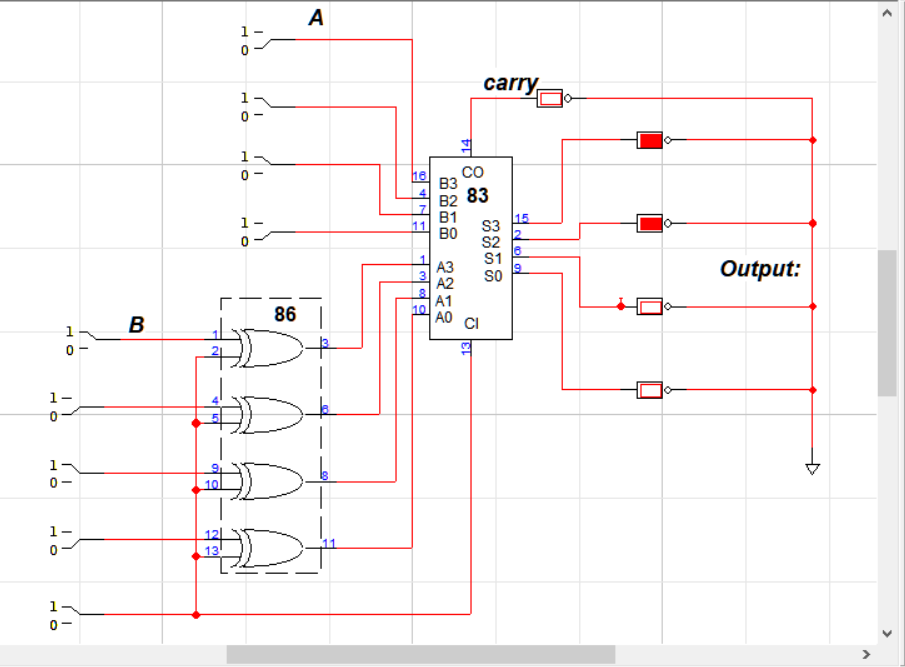 A
1
0
1
0
1
0
1
0
carry
14
CO
83
16 B3
4 B2
7 B1
11 B0
1 A3
3 A2
8 A1
10 A0
CI
13
S3 15
S2 2
S1 6
S0 9
Output:
86
B
1
0
1
2
3
1
0
4
5
6
1
0
9
10
8
1
0
12
13
11
1
0